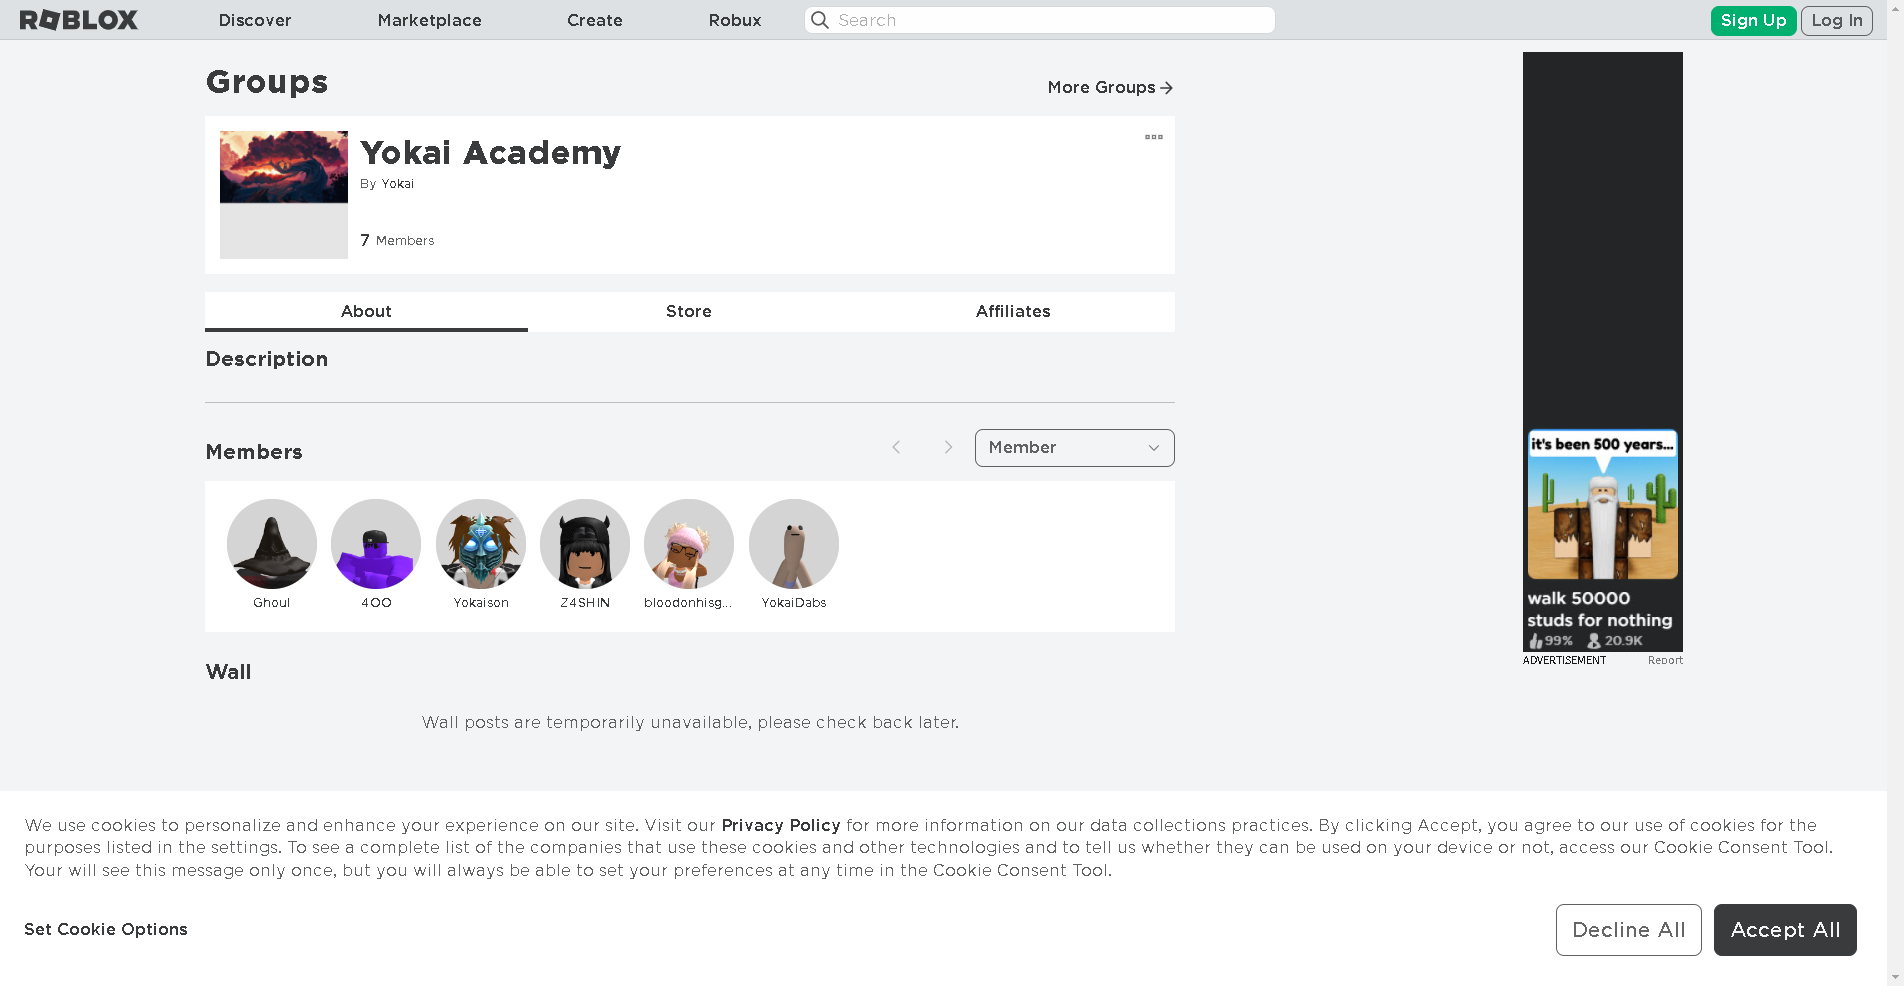 ROBLOX
Discover
Marketplace
Create
Robux
Search
Sign Up
Log In
Groups
More Groups
Yokai Academy
By Yokai
7 Members
About
Store
Affiliates
Description
Members
Member
Ghoul
4OO
Yokaison
Z4SHIN
bloodonhisg...
YokaiDabs
Wall
Wall posts are temporarily unavailable, please check back later.
it's been 500 years...
walk 50000
studs for nothing
99% 20.9K
ADVERTISEMENT
Report
We use cookies to personalize and enhance your experience on our site. Visit our Privacy Policy for more information on our data collections practices. By clicking Accept, you agree to our use of cookies for the
purposes listed in the settings. To see a complete list of the companies that use these cookies and other technologies and to tell us whether they can be used on your device or not, access our Cookie Consent Tool.
Your will see this message only once, but you will always be able to set your preferences at any time in the Cookie Consent Tool.
Set Cookie Options
Decline All
Accept All